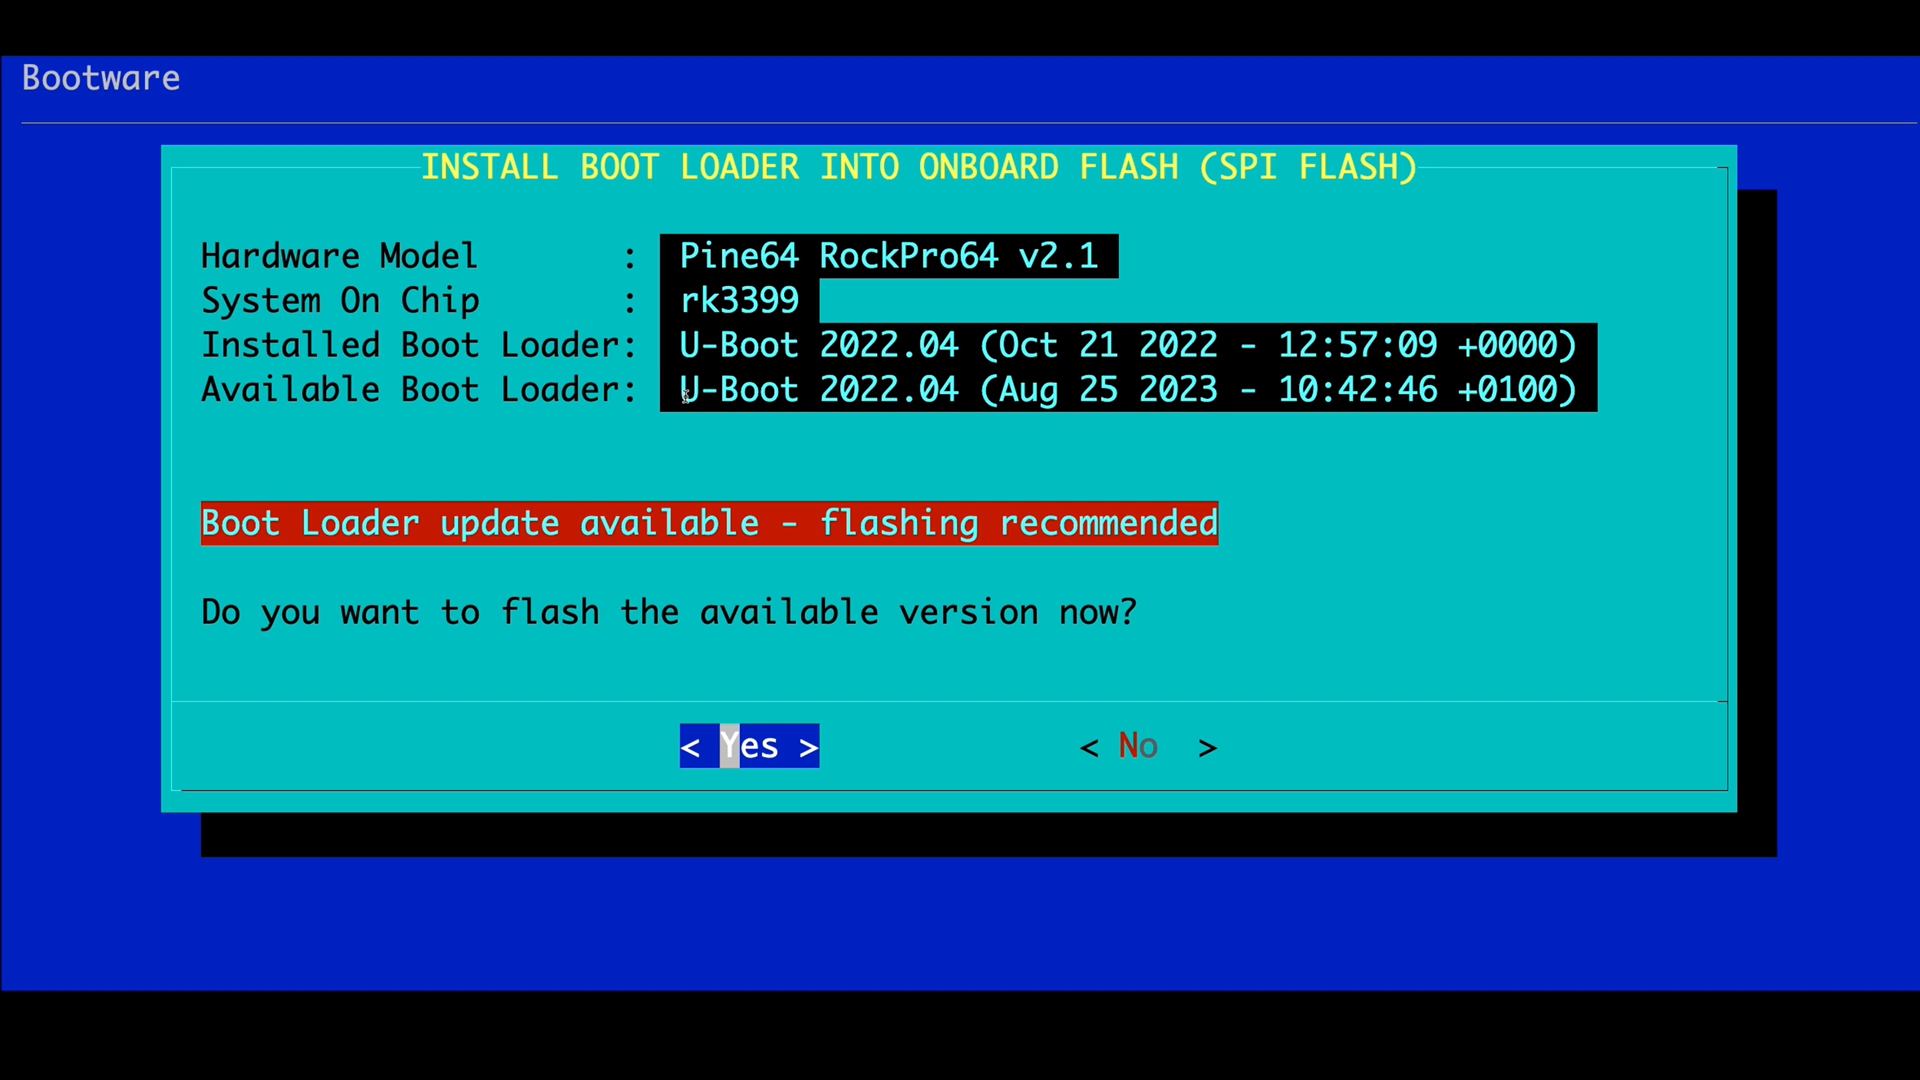 Bootware
INSTALL BOOT LOADER INTO ONBOARD FLASH (SPI FLASH)
Hardware Model : Pine64 RockPro64 v2.1
System On Chip : rk3399
Installed Boot Loader: U-Boot 2022.04 (Oct 21 2022 - 12:57:09 +0000)
Available Boot Loader: U-Boot 2022.04 (Aug 25 2023 - 10:42:46 +0100)
Boot Loader update available - flashing recommended
Do you want to flash the available version now?
< Yes > < No >